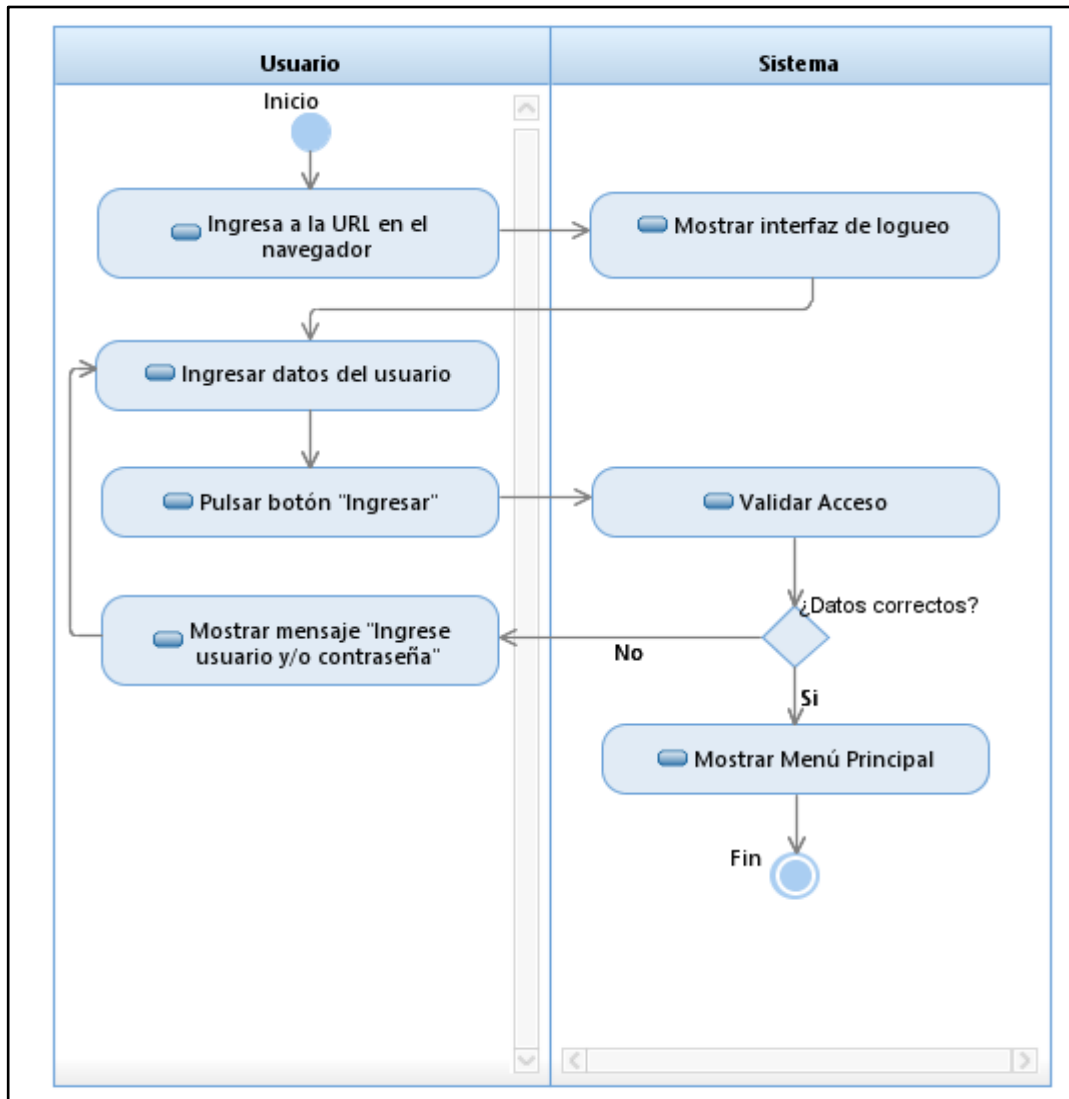 Usuario
Sistema
Inicio
Ingresa a la URL en el
navegador
Mostrar interfaz de logueo
Ingresar datos del usuario
Pulsar botón "Ingresar"
Validar Acceso
¿Datos correctos?
Mostrar mensaje "Ingrese
usuario y/o contraseña"
No
Si
Mostrar Menú Principal
Fin